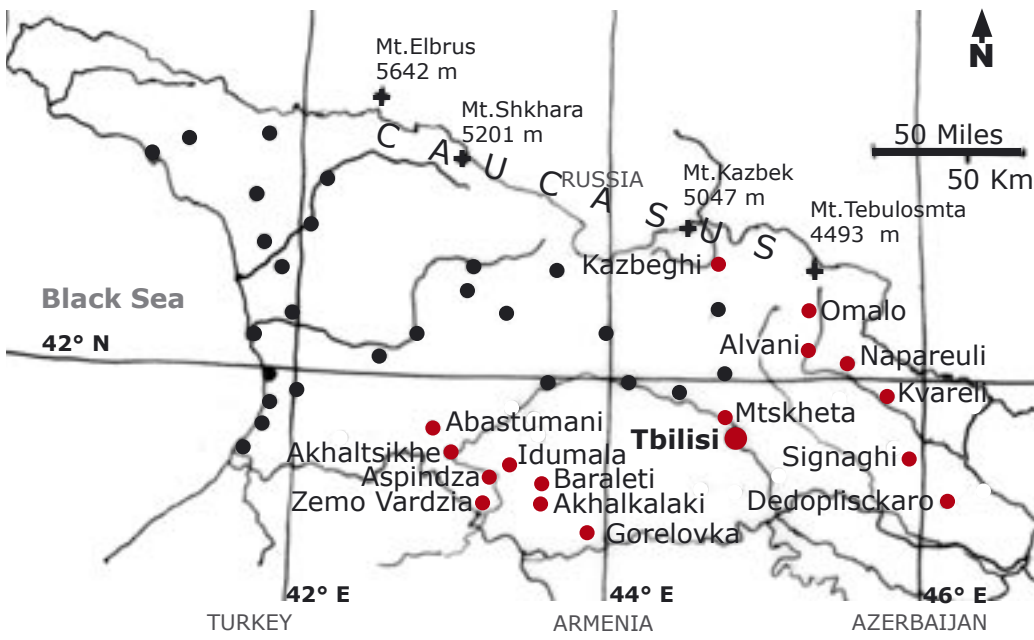 Mt.Elbrus
5642 m
N
Mt.Shkhara
5201 m
50 Miles
50 Km
CAUCASUS
RUSSIA
Mt.Kazbek
5047 m
Mt.Tebulosmta
4493 m
Kazbeghi
Black Sea
Omalo
42° N
Alvani
Napareuli
Kvareli
Abastumani
Mtskheta
Tbilisi
Akhaltsikhe
Idumala
Signaghi
Aspindza
Baraleti
Zemo Vardzia
Akhalkalaki
Dedoplisckaro
Gorelovka
42° E
44° E
46° E
TURKEY
ARMENIA
AZERBAIJAN